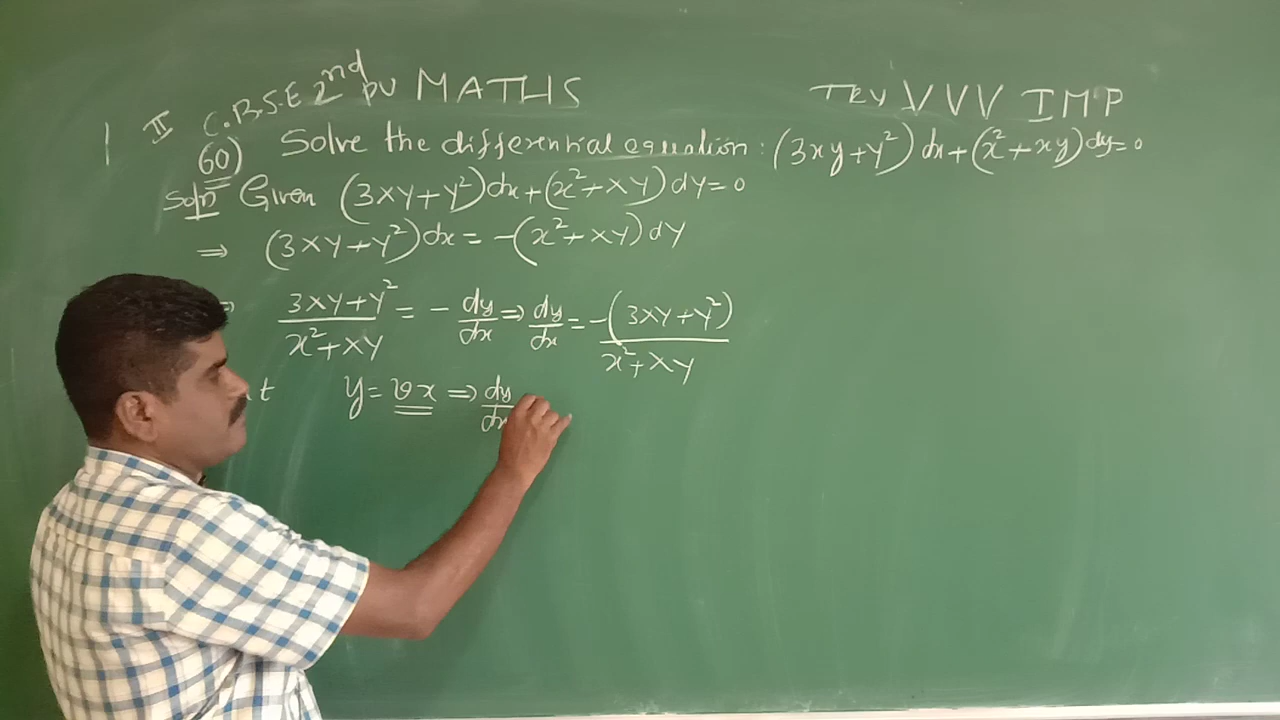 II C.B.S.E 2nd PU MATHS VVV IMP
60) Solve the differential equation: (3xy+y²)dx+(x²+xy)dy=0
Soln Given (3xy+y²)dx+(x²+xy)dy=0
⇒ (3xy+y²)dx = -(x²+xy)dy
⇒ (3xy+y²)/(x²+xy) = - dy/dx ⇒ dy/dx = -(3xy+y²)/(x²+xy)
t y = vx ⇒ dy/dx